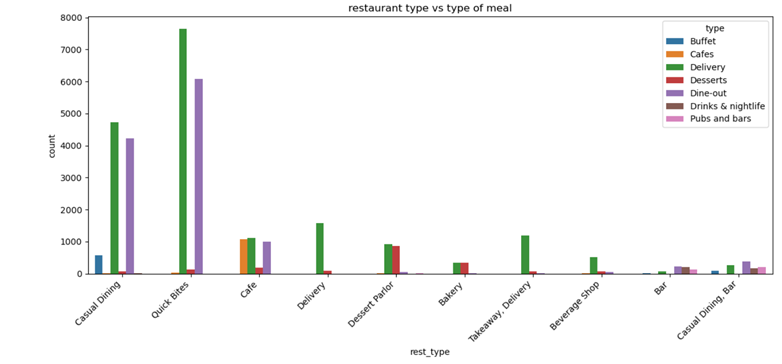 restaurant type vs type of meal
8000
7000
6000
5000
4000
3000
2000
1000
0
count
type
Buffet
Cafes
Delivery
Desserts
Dine-out
Drinks & nightlife
Pubs and bars
Casual Dining
Quick Bites
Cafe
Delivery
Dessert Parlor
Bakery
Takeaway, Delivery
Beverage Shop
Bar
Casual Dining, Bar
rest_type